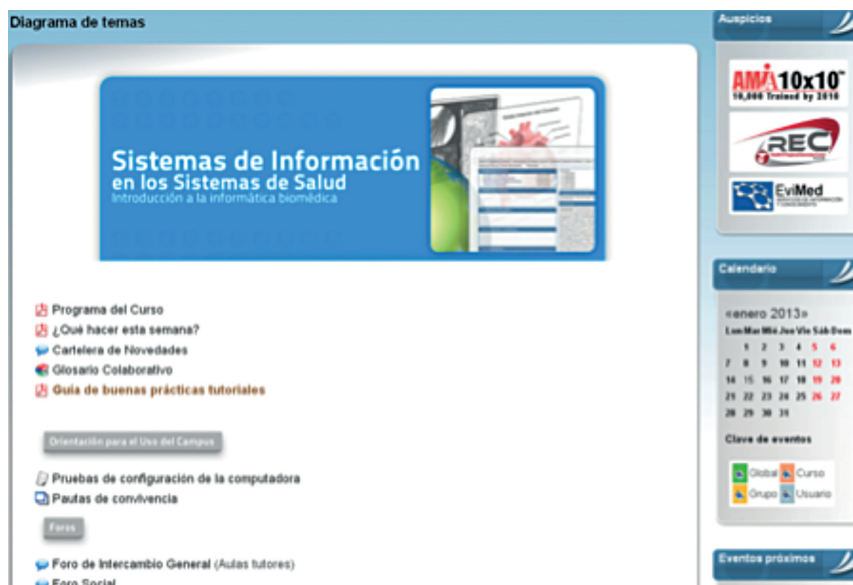 Diagrama de temas
Sistemas de Información
en los Sistemas de Salud
Introducción a la informática biomédica
Programa del Curso
¿Qué hacer esta semana?
Cartelera de Novedades
Glosario Colaborativo
Guía de buenas prácticas tutoriales
Orientación para el Uso del Campus
Pruebas de configuración de la computadora
Pautas de convivencia
Foros
Foro de Intercambio General (Aulas tutores)
Foro Social
Auspicios
AMIA 10x10™
10,000 Trained by 2010
REC
EviMed
SERVICIOS DE INFORMACIÓN
Y CONOCIMIENTO
Calendario
«enero 2013»
Lun Mar Mié Jue Vie Sáb Dom
1 2 3 4 5 6
7 8 9 10 11 12 13
14 15 16 17 18 19 20
21 22 23 24 25 26 27
28 29 30 31
Clave de eventos
Global Curso
Grupo Usuario
Eventos próximos